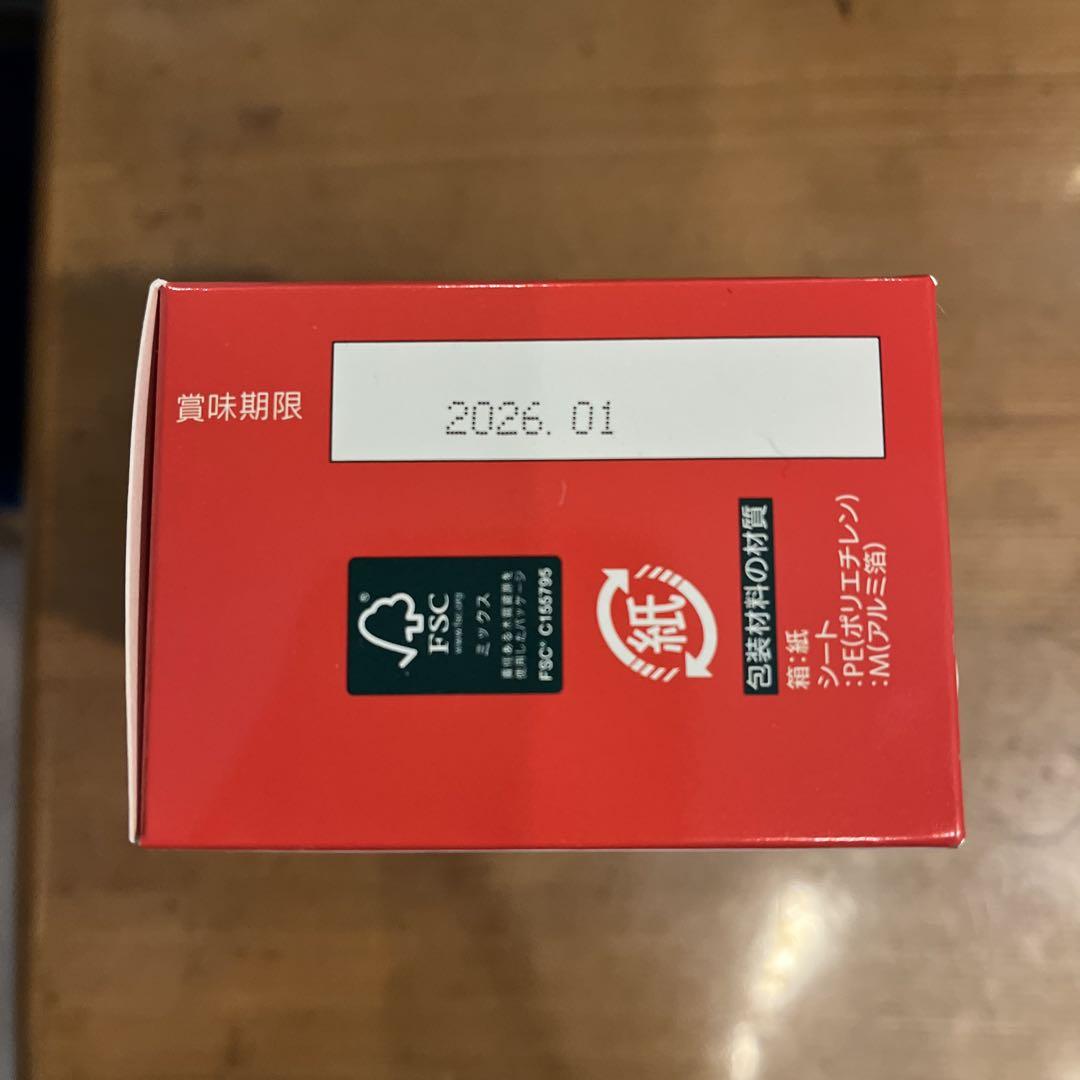 賞味期限
2026. 01
FSC
www.fsc.org
ミックス
責任ある木質資源を
使用したパッケージ
FSC® C155795
紙
包装材料の材質
箱:紙
シート
:PE(ポリエチレン)
:M(アルミ箔)